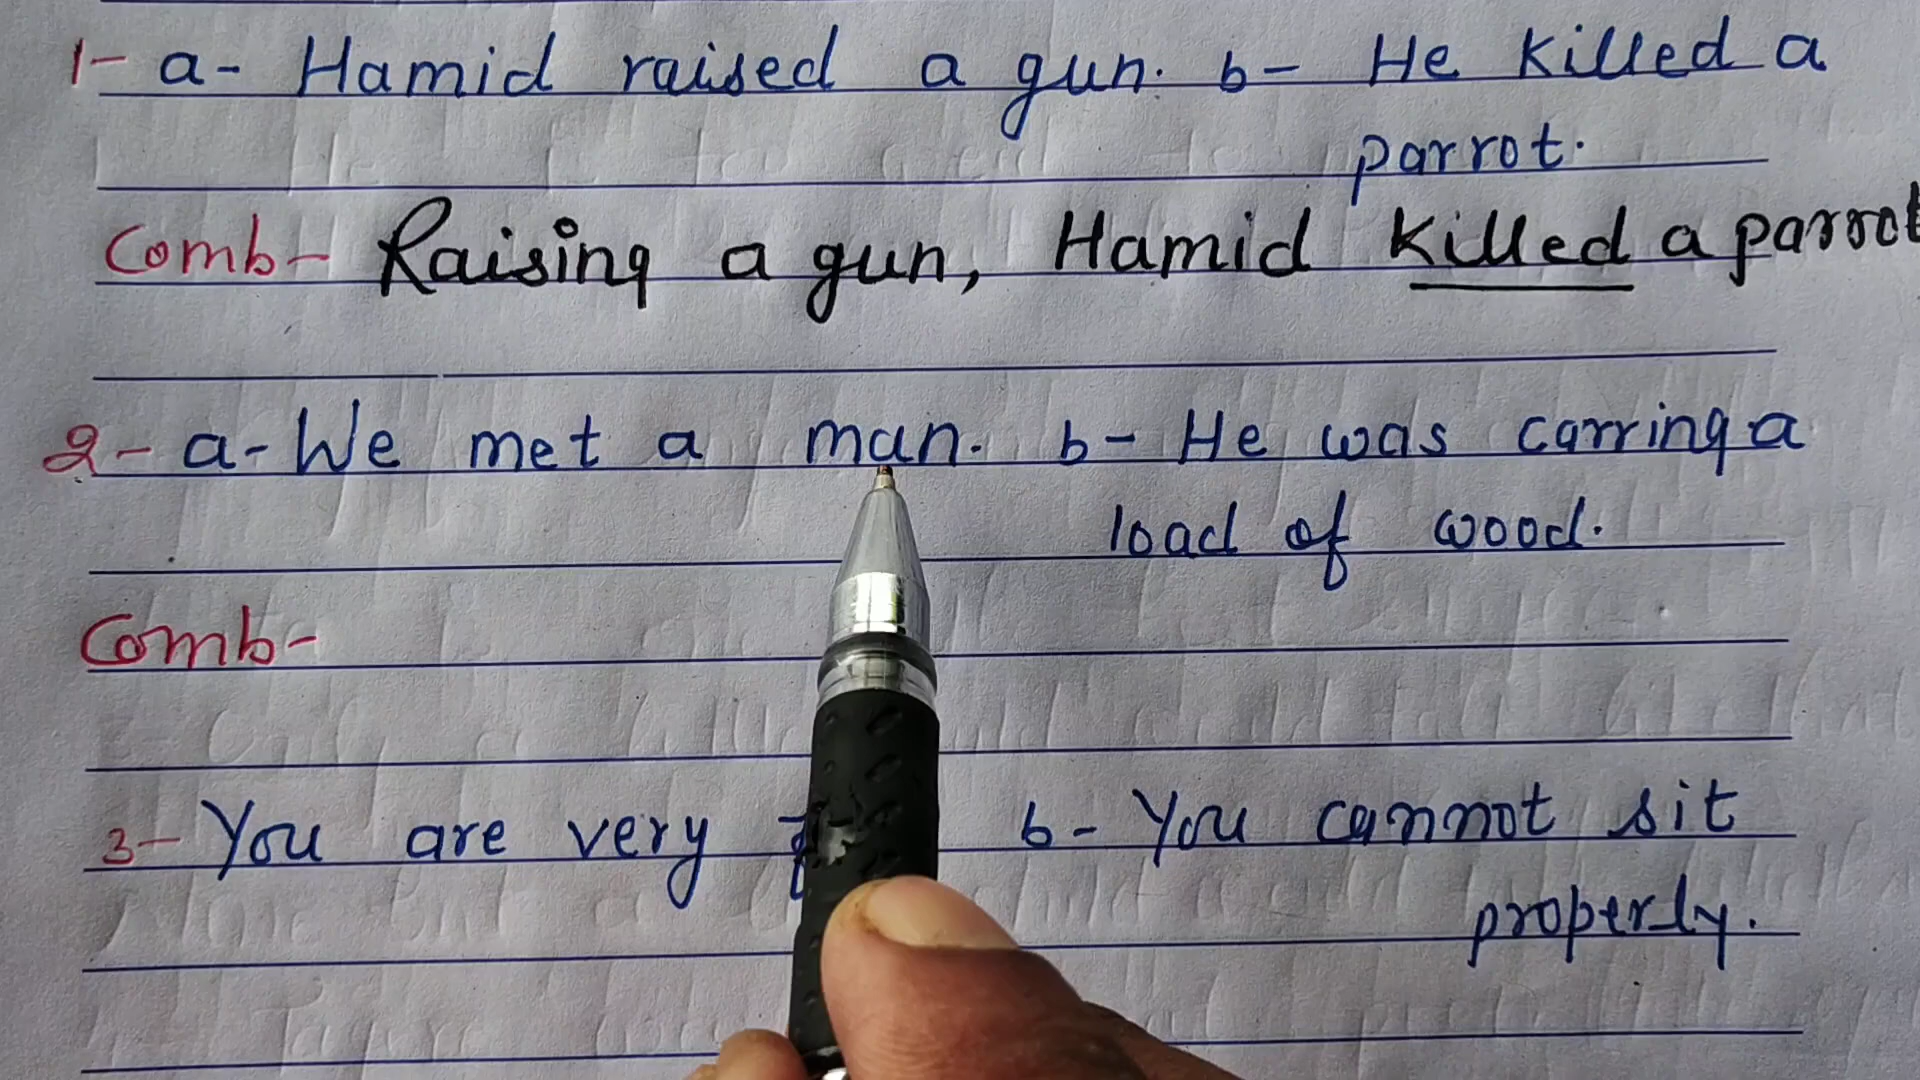 1- a- Hamid raised a gun. b- He killed a
parrot.
Comb- Raising a gun, Hamid killed a parrot
2- a- We met a man. b- He was carring a
load of wood.
Comb-
3- You are very b- You cannot sit
properly.